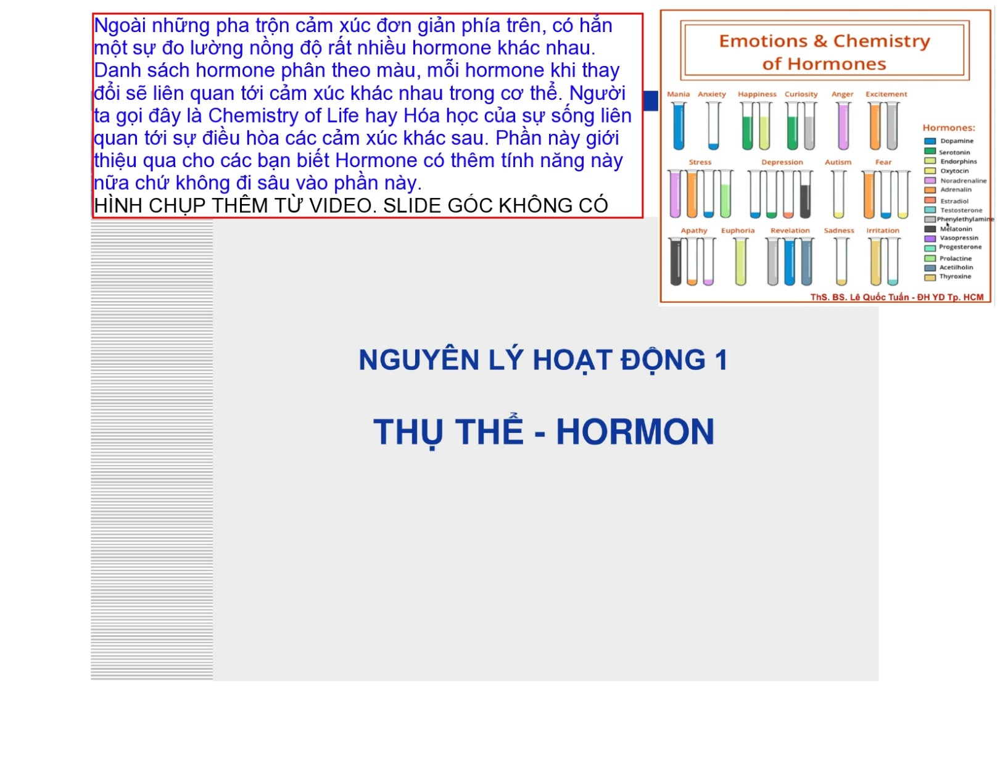 Ngoài những pha trộn cảm xúc đơn giản phía trên, có hẳn
một sự đo lường nồng độ rất nhiều hormone khác nhau.
Danh sách hormone phân theo màu, mỗi hormone khi thay
đổi sẽ liên quan tới cảm xúc khác nhau trong cơ thể. Người
ta gọi đây là Chemistry of Life hay Hóa học của sự sống liên
quan tới sự điều hòa các cảm xúc khác sau. Phần này giới
thiệu qua cho các bạn biết Hormone có thêm tính năng này
nữa chứ không đi sâu vào phần này.
HÌNH CHỤP THÊM TỪ VIDEO. SLIDE GÓC KHÔNG CÓ
Emotions & Chemistry
of Hormones
Mania Anxiety Happiness Curiosity Anger Excitement
Stress Depression Autism Fear
Apathy Euphoria Revelation Sadness Irritation
Hormones:
Dopamine
Serotonin
Endorphins
Oxytocin
Noradrenaline
Adrenalin
Estradiol
Testosterone
Phenylethylamine
Melatonin
Vasopressin
Progesterone
Prolactine
Acetilholin
Thyroxine
ThS. BS. Lê Quốc Tuấn - ĐH YD Tp. HCM
NGUYÊN LÝ HOẠT ĐỘNG 1
THỤ THỂ - HORMON